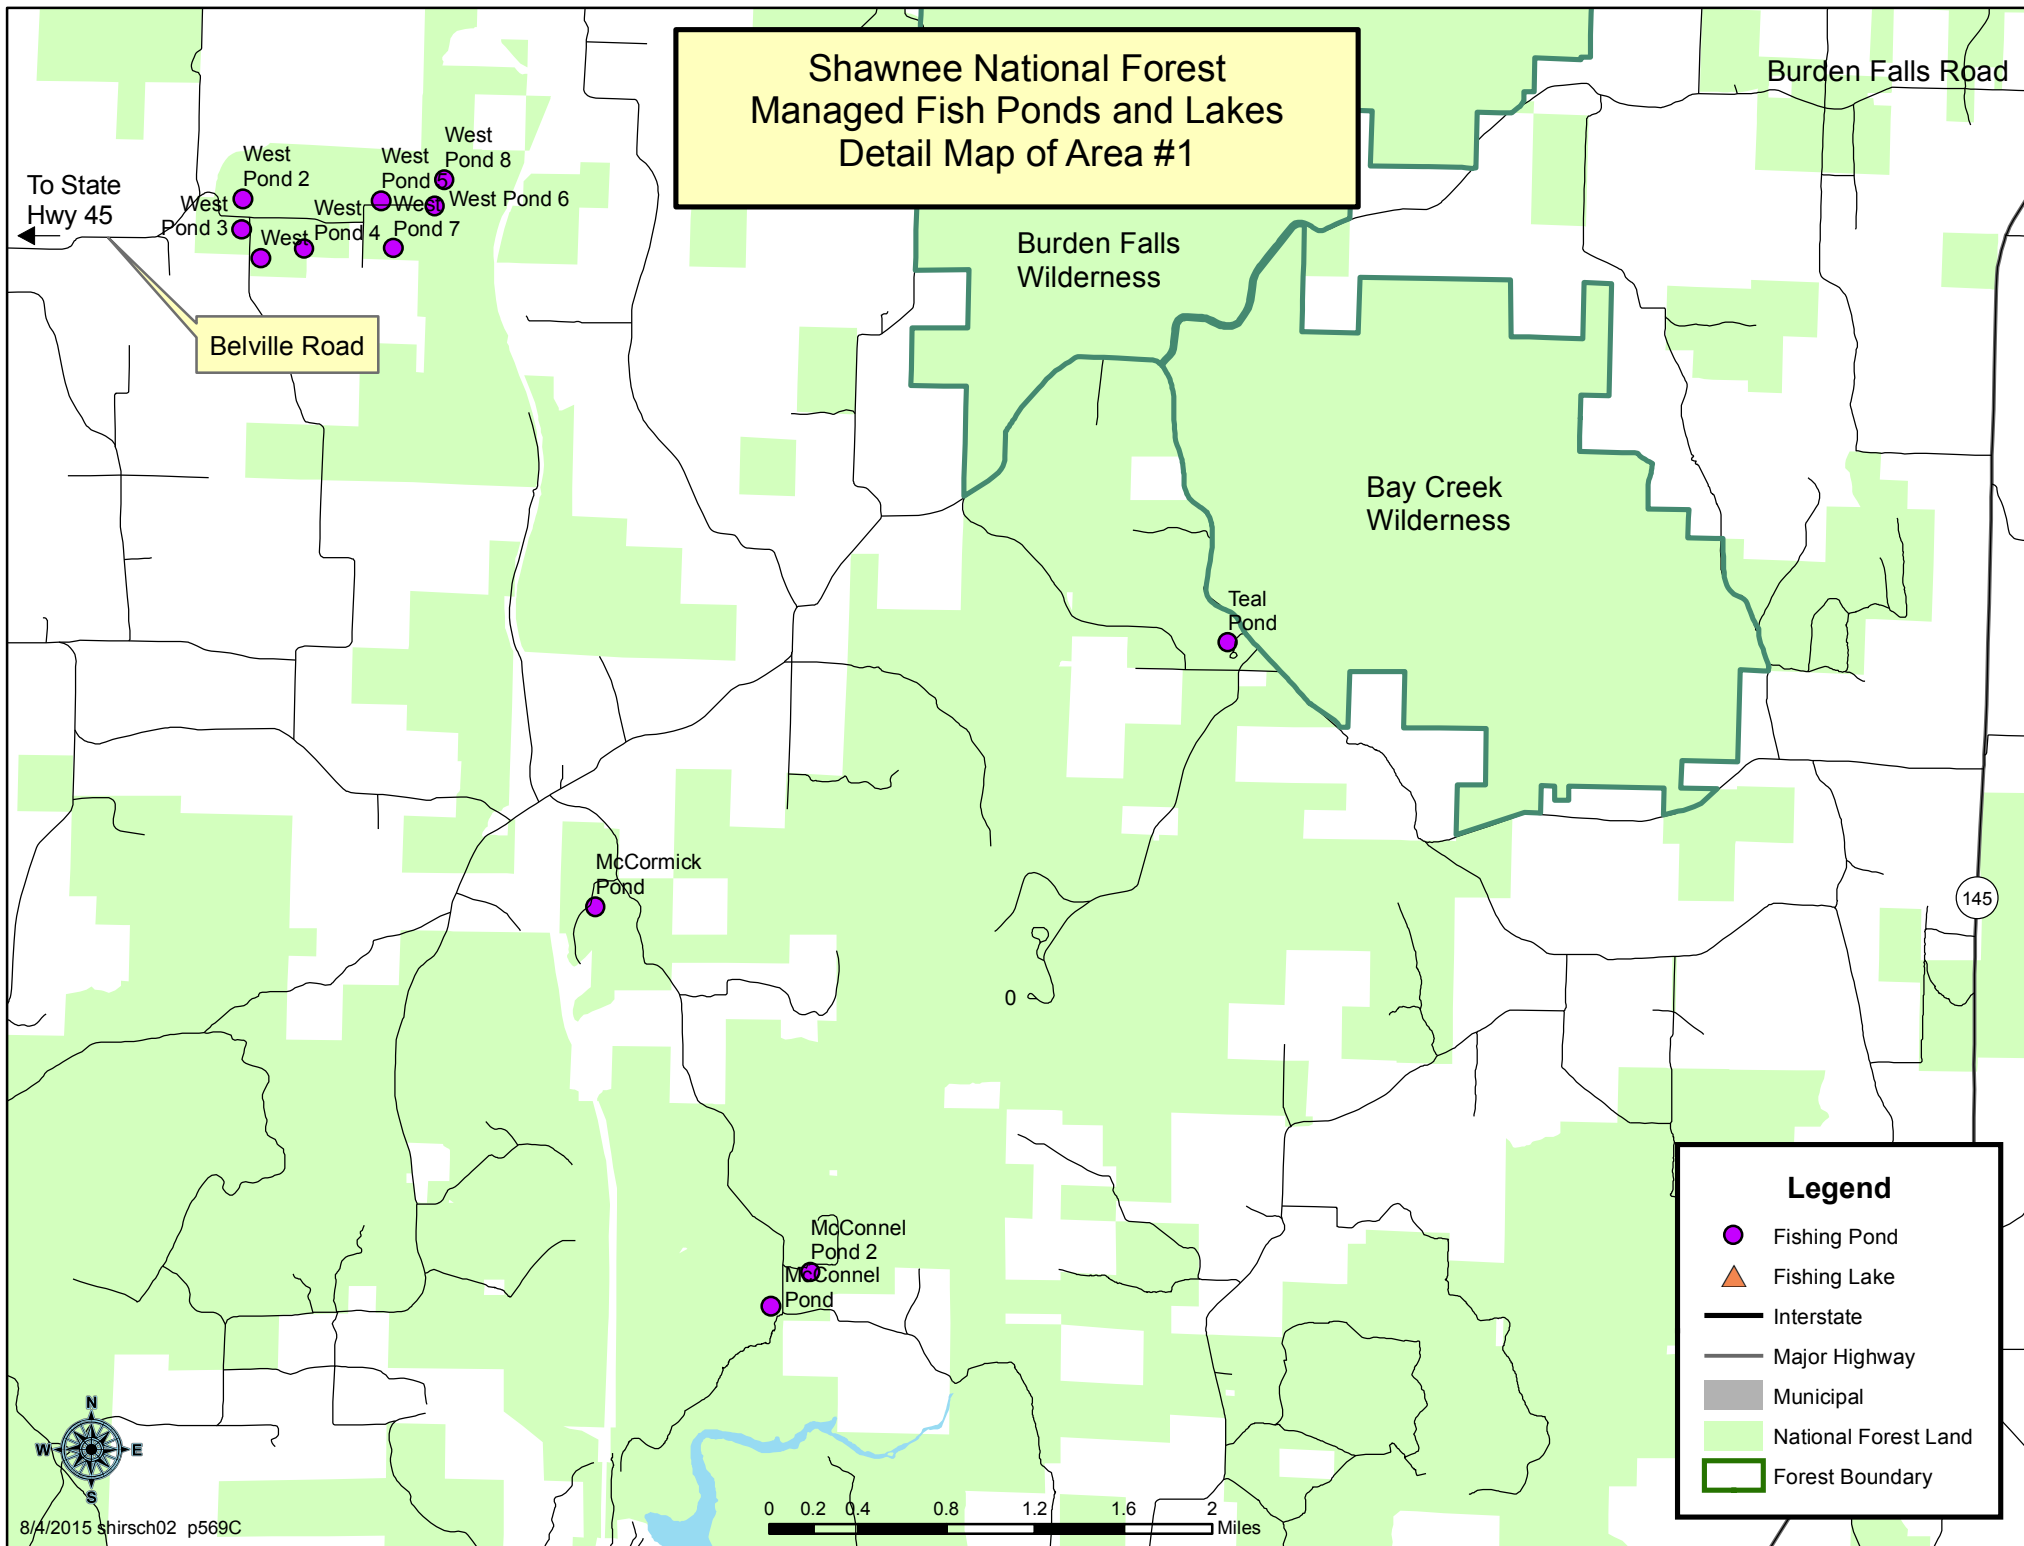 Shawnee National Forest
Managed Fish Ponds and Lakes
Detail Map of Area #1
Burden Falls Road
West
Pond 8
West
Pond 2
West
Pond 5
West Pond 6
To State
Hwy 45
West
Pond 3
West
Pond 4
West
Pond 7
West
Belville Road
Burden Falls
Wilderness
Bay Creek
Wilderness
Teal
Pond
McCormick
Pond
145
0
McConnel
Pond 2
McConnel
Pond
Legend
Fishing Pond
Fishing Lake
Interstate
Major Highway
Municipal
National Forest Land
Forest Boundary
N
W E
S
0 0.2 0.4 0.8 1.2 1.6 2
Miles
8/4/2015 shirsch02 p569C